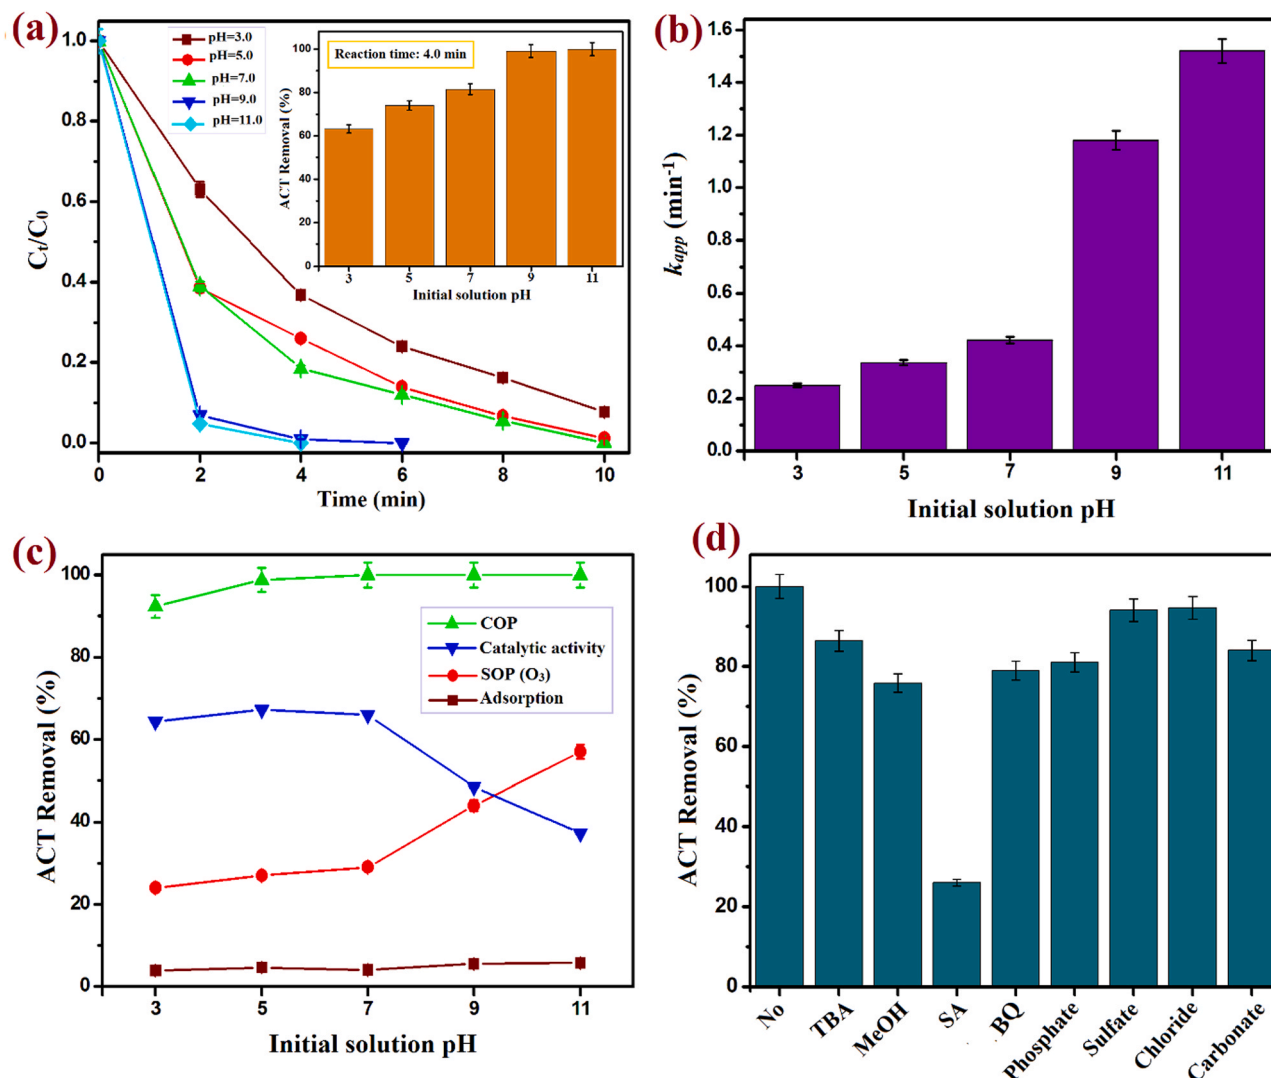 (a)
pH=3.0
pH=5.0
pH=7.0
pH=9.0
pH=11.0
Reaction time: 4.0 min
ACT Removal (%)
100
80
60
40
20
0
3 5 7 9 11
Initial solution pH
Ct/C0
1.0
0.8
0.6
0.4
0.2
0.0
0 2 4 6 8 10
Time (min)
(b)
kapp (min-1)
1.6
1.4
1.2
1.0
0.8
0.6
0.4
0.2
0.0
3 5 7 9 11
Initial solution pH
(c)
COP
Catalytic activity
SOP (O3)
Adsorption
ACT Removal (%)
100
80
60
40
20
0
3 5 7 9 11
Initial solution pH
(d)
ACT Removal (%)
100
80
60
40
20
0
No
TBA
MeOH
SA
BQ
Phosphate
Sulfate
Chloride
Carbonate